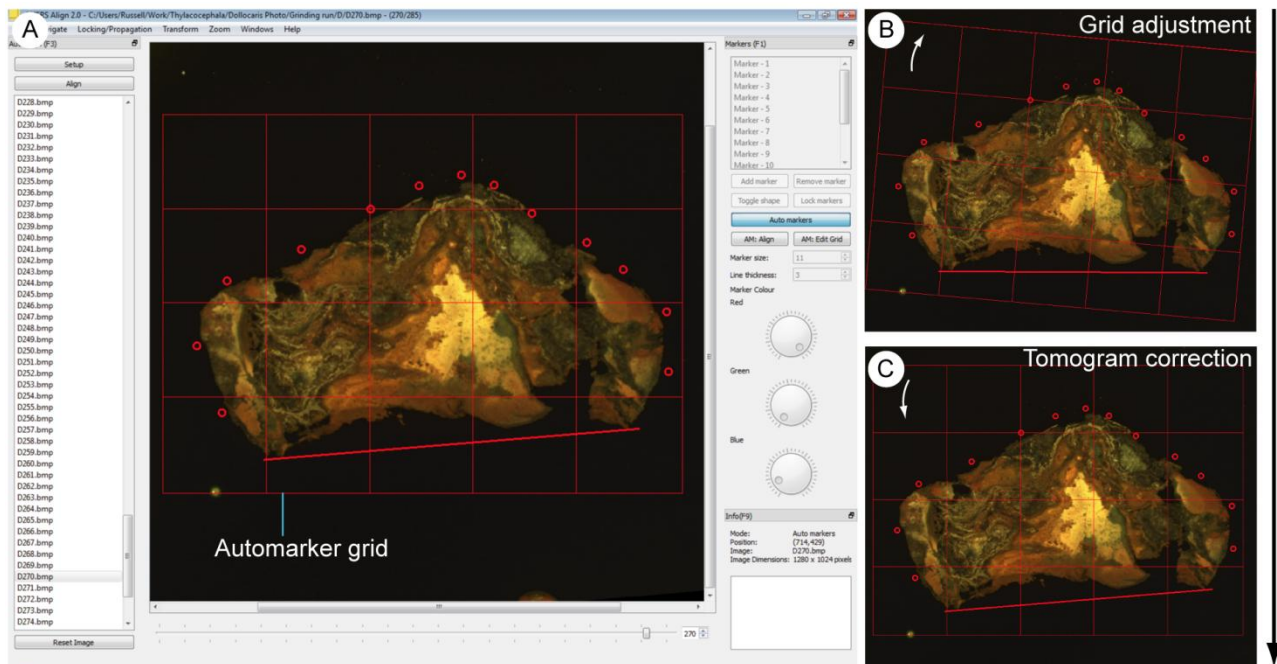 A
RS Align 2.0 - C:/Users/Russell/Work/Thylacocephala/Dollocaris Photo/Grinding run/D/D270.bmp - (270/285)
igate Locking/Propagation Transform Zoom Windows Help
(F3)
Setup
Align
D228.bmp
D229.bmp
D230.bmp
D231.bmp
D232.bmp
D233.bmp
D234.bmp
D235.bmp
D236.bmp
D237.bmp
D238.bmp
D239.bmp
D240.bmp
D241.bmp
D242.bmp
D243.bmp
D244.bmp
D245.bmp
D246.bmp
D247.bmp
D248.bmp
D249.bmp
D250.bmp
D251.bmp
D252.bmp
D253.bmp
D254.bmp
D255.bmp
D256.bmp
D257.bmp
D258.bmp
D259.bmp
D260.bmp
D261.bmp
D262.bmp
D263.bmp
D264.bmp
D265.bmp
D266.bmp
D267.bmp
D268.bmp
D269.bmp
D270.bmp
D271.bmp
D272.bmp
D273.bmp
D274.bmp
Reset Image
Automarker grid
270
Markers (F1)
Marker - 1
Marker - 2
Marker - 3
Marker - 4
Marker - 5
Marker - 6
Marker - 7
Marker - 8
Marker - 9
Marker - 10
Add marker Remove marker
Toggle shape Lock markers
Auto markers
AM: Align AM: Edit Grid
Marker size: 11
Line thickness: 3
Marker Colour
Red
Green
Blue
Info(F9)
Mode: Auto markers
Position: (714,429)
Image: D270.bmp
Image Dimensions: 1280 x 1024 pixels
B
Grid adjustment
C
Tomogram correction